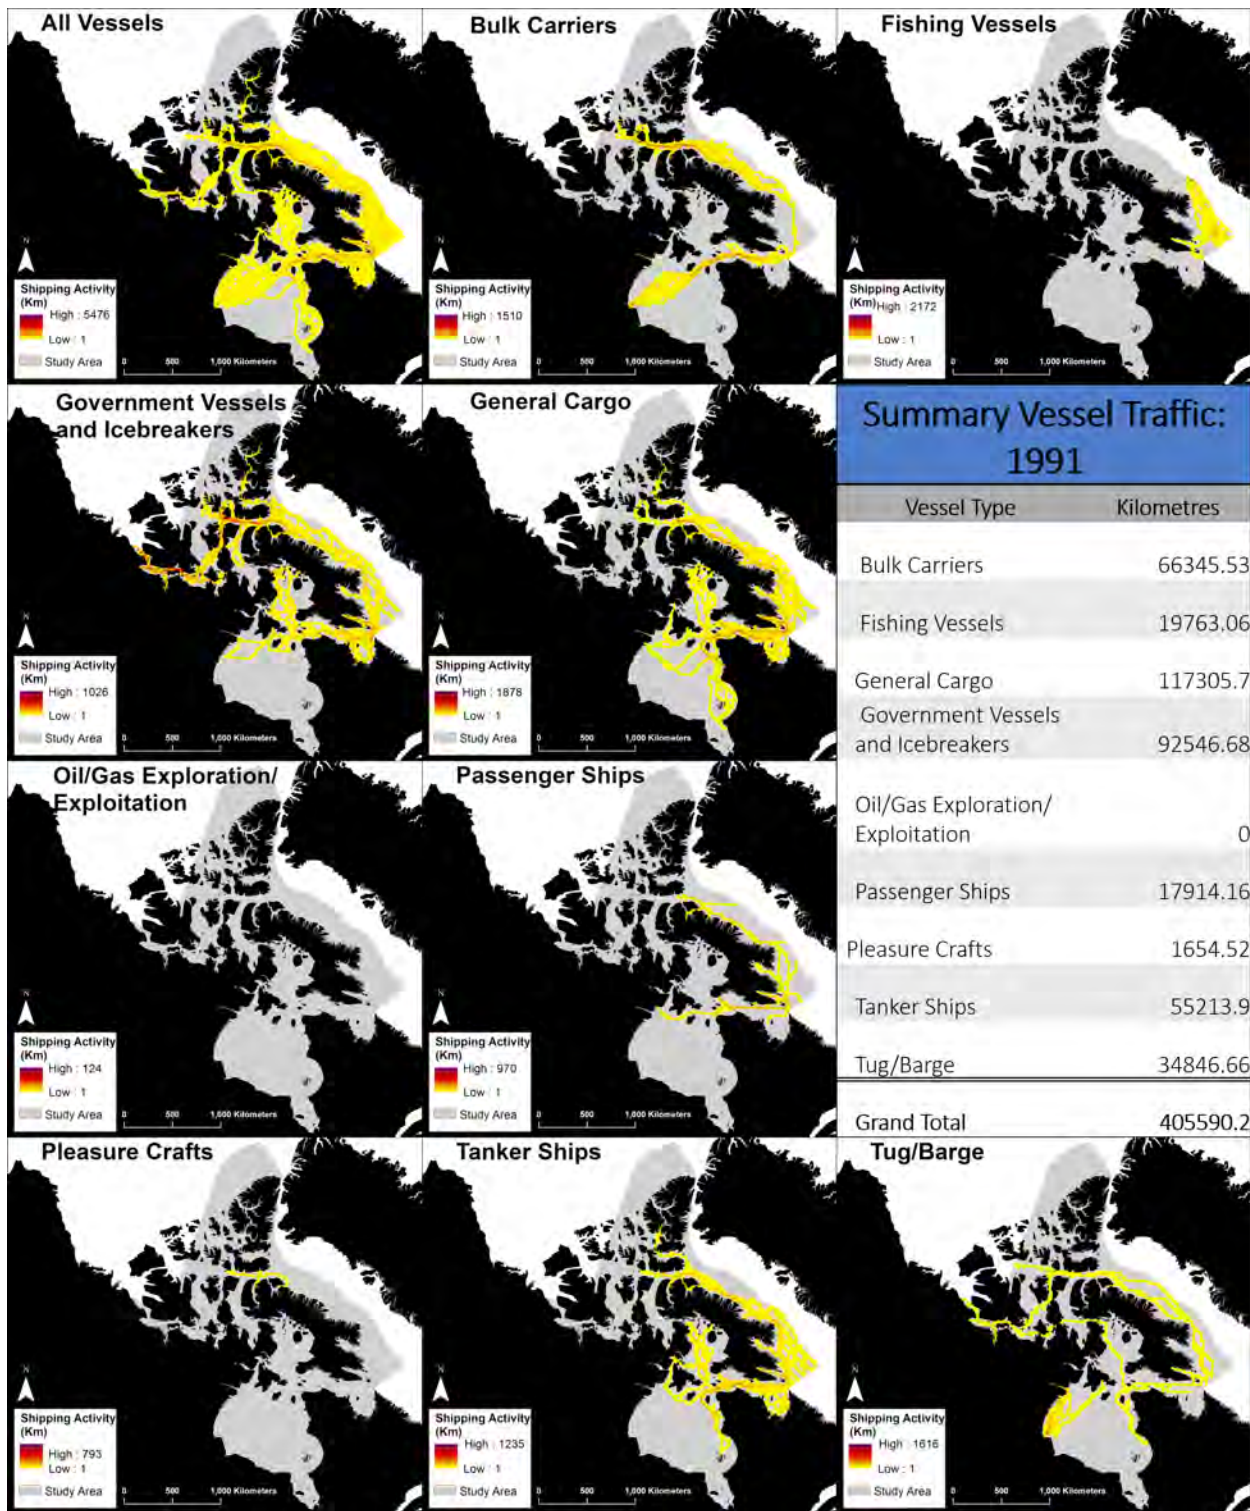 All Vessels
N
Shipping Activity
(Km)
High : 5476
Low : 1
Study Area
0 500 1,000 Kilometers
Bulk Carriers
N
Shipping Activity
(Km)
High : 1510
Low : 1
Study Area
0 500 1,000 Kilometers
Fishing Vessels
N
Shipping Activity
(Km)High : 2172
Low : 1
Study Area
0 500 1,000 Kilometers
Government Vessels
and Icebreakers
N
Shipping Activity
(Km)
High : 1026
Low : 1
Study Area
0 500 1,000 Kilometers
General Cargo
N
Shipping Activity
(Km)
High : 1878
Low : 1
Study Area
0 500 1,000 Kilometers
Summary Vessel Traffic:
1991
Vessel Type Kilometres
Bulk Carriers 66345.53
Fishing Vessels 19763.06
General Cargo 117305.7
Government Vessels
and Icebreakers 92546.68
Oil/Gas Exploration/
Exploitation 0
Passenger Ships 17914.16
Pleasure Crafts 1654.52
Tanker Ships 55213.9
Tug/Barge 34846.66
Grand Total 405590.2
Oil/Gas Exploration/
Exploitation
N
Shipping Activity
(Km)
High : 124
Low : 1
Study Area
0 500 1,000 Kilometers
Passenger Ships
N
Shipping Activity
(Km)
High : 970
Low : 1
Study Area
0 500 1,000 Kilometers
Pleasure Crafts
N
Shipping Activity
(Km)
High : 793
Low : 1
Study Area
0 500 1,000 Kilometers
Tanker Ships
N
Shipping Activity
(Km)
High : 1235
Low : 1
Study Area
0 500 1,000 Kilometers
Tug/Barge
N
Shipping Activity
(Km)
High : 1616
Low : 1
Study Area
0 500 1,000 Kilometers